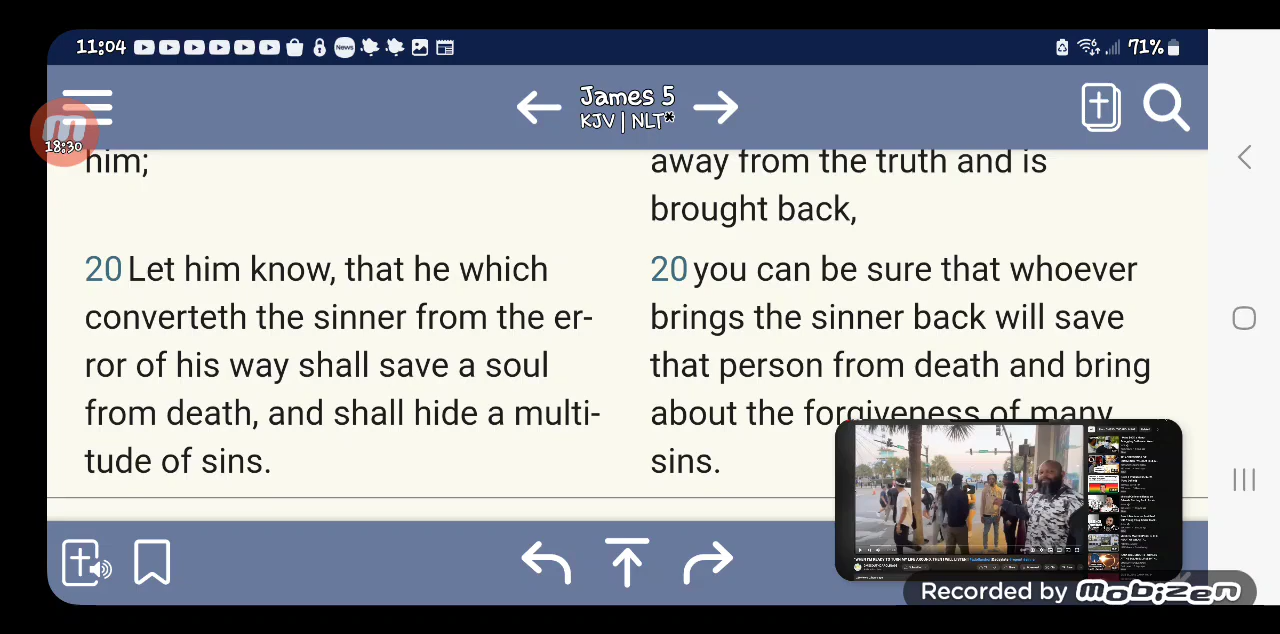 11:04
News
71%
James 5
KJV | NLT*
18:30
him;
20 Let him know, that he which
converteth the sinner from the er-
ror of his way shall save a soul
from death, and shall hide a multi-
tude of sins.
away from the truth and is
brought back,
20 you can be sure that whoever
brings the sinner back will save
that person from death and bring
about the forgiveness of many
sins.
Recorded by mobizen